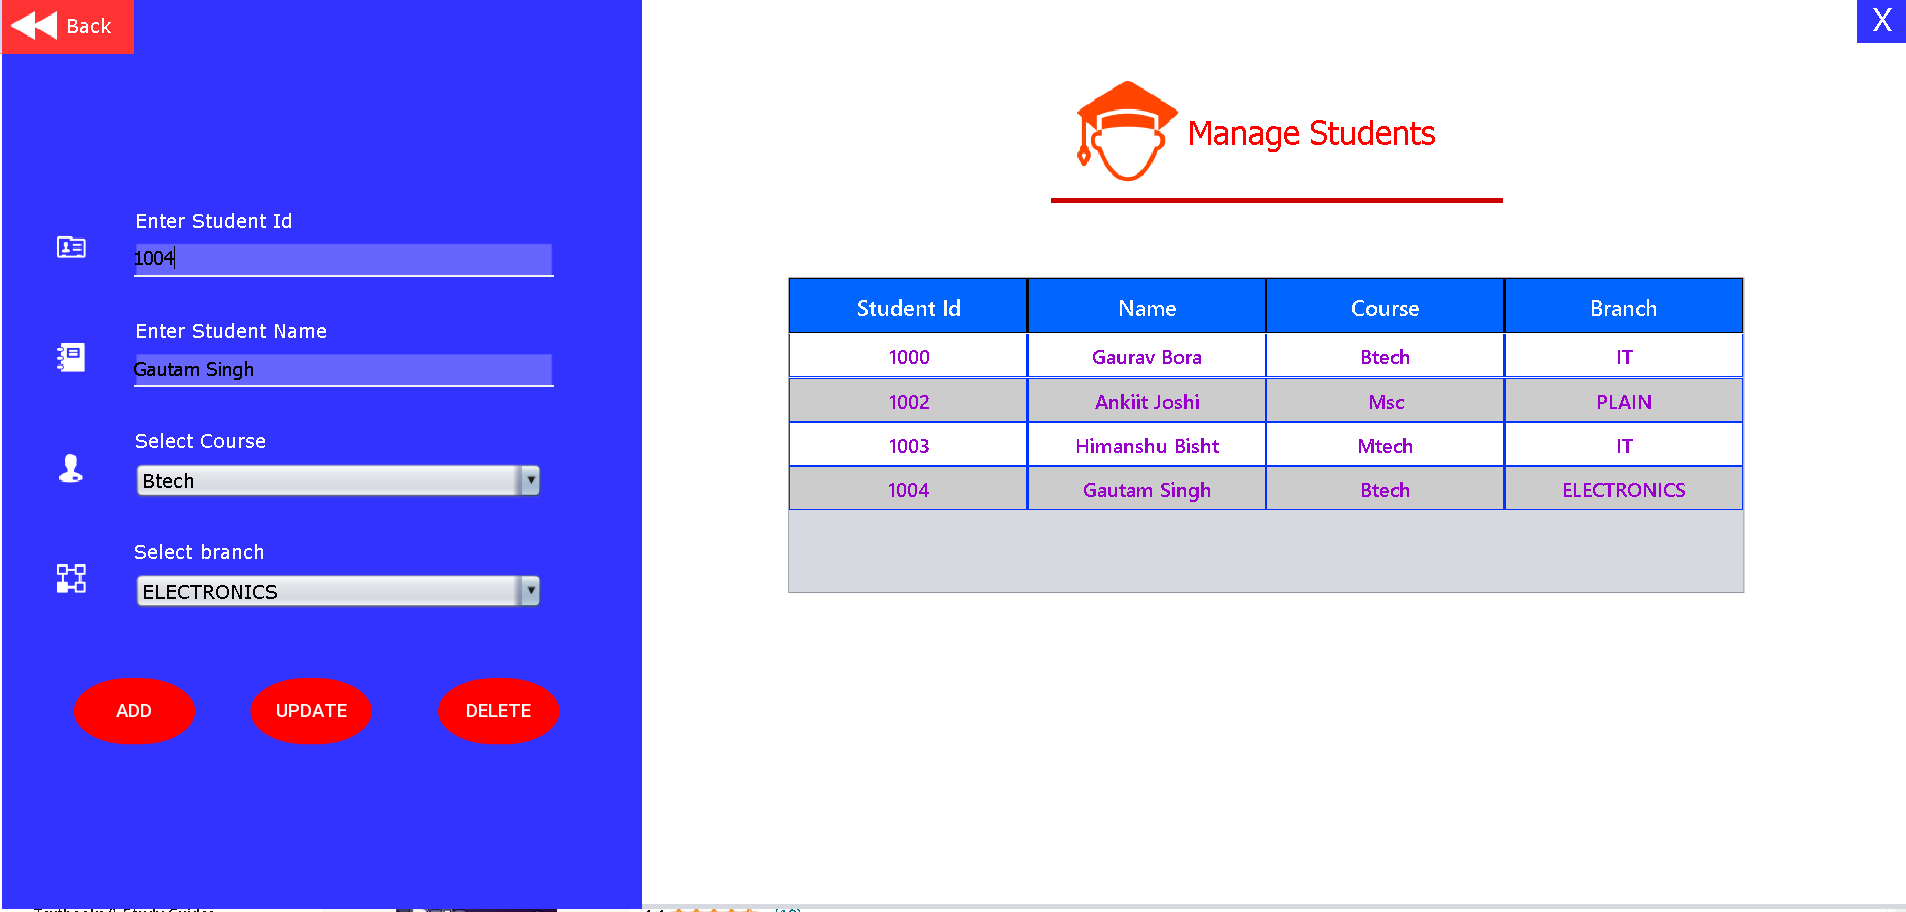 Back
X
Manage Students
Enter Student Id
1004
Enter Student Name
Gautam Singh
Select Course
Btech
Select branch
ELECTRONICS
ADD UPDATE DELETE
Student Id Name Course Branch
1000 Gaurav Bora Btech IT
1002 Ankiit Joshi Msc PLAIN
1003 Himanshu Bisht Mtech IT
1004 Gautam Singh Btech ELECTRONICS